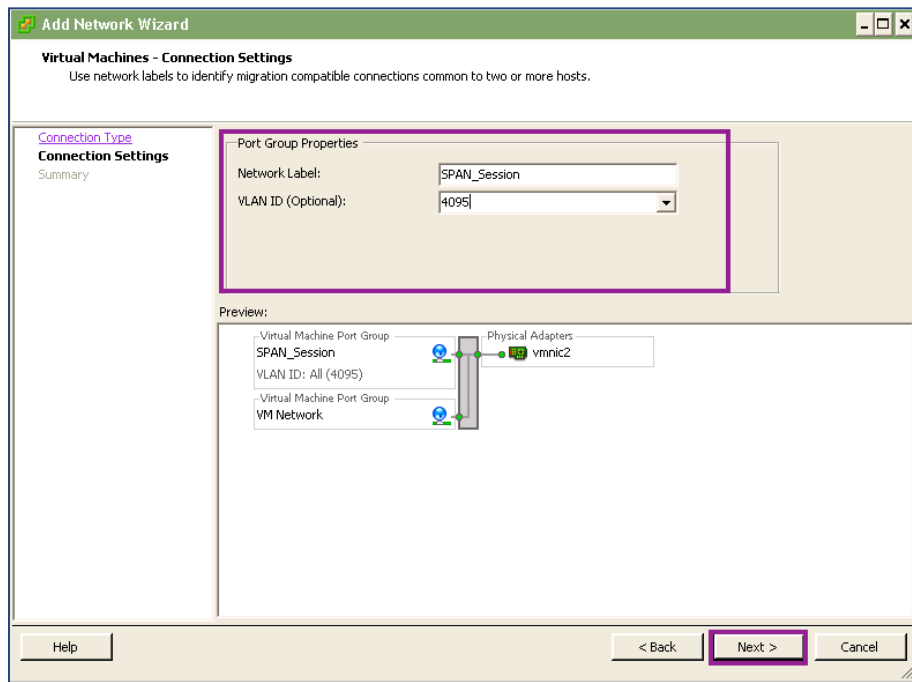 Add Network Wizard
Virtual Machines - Connection Settings
Use network labels to identify migration compatible connections common to two or more hosts.
Connection Type
Connection Settings
Summary
Port Group Properties
Network Label:
SPAN_Session
VLAN ID (Optional):
4095
Preview:
Virtual Machine Port Group
SPAN_Session
VLAN ID: All (4095)
Virtual Machine Port Group
VM Network
Physical Adapters
vmnic2
Help
< Back
Next >
Cancel